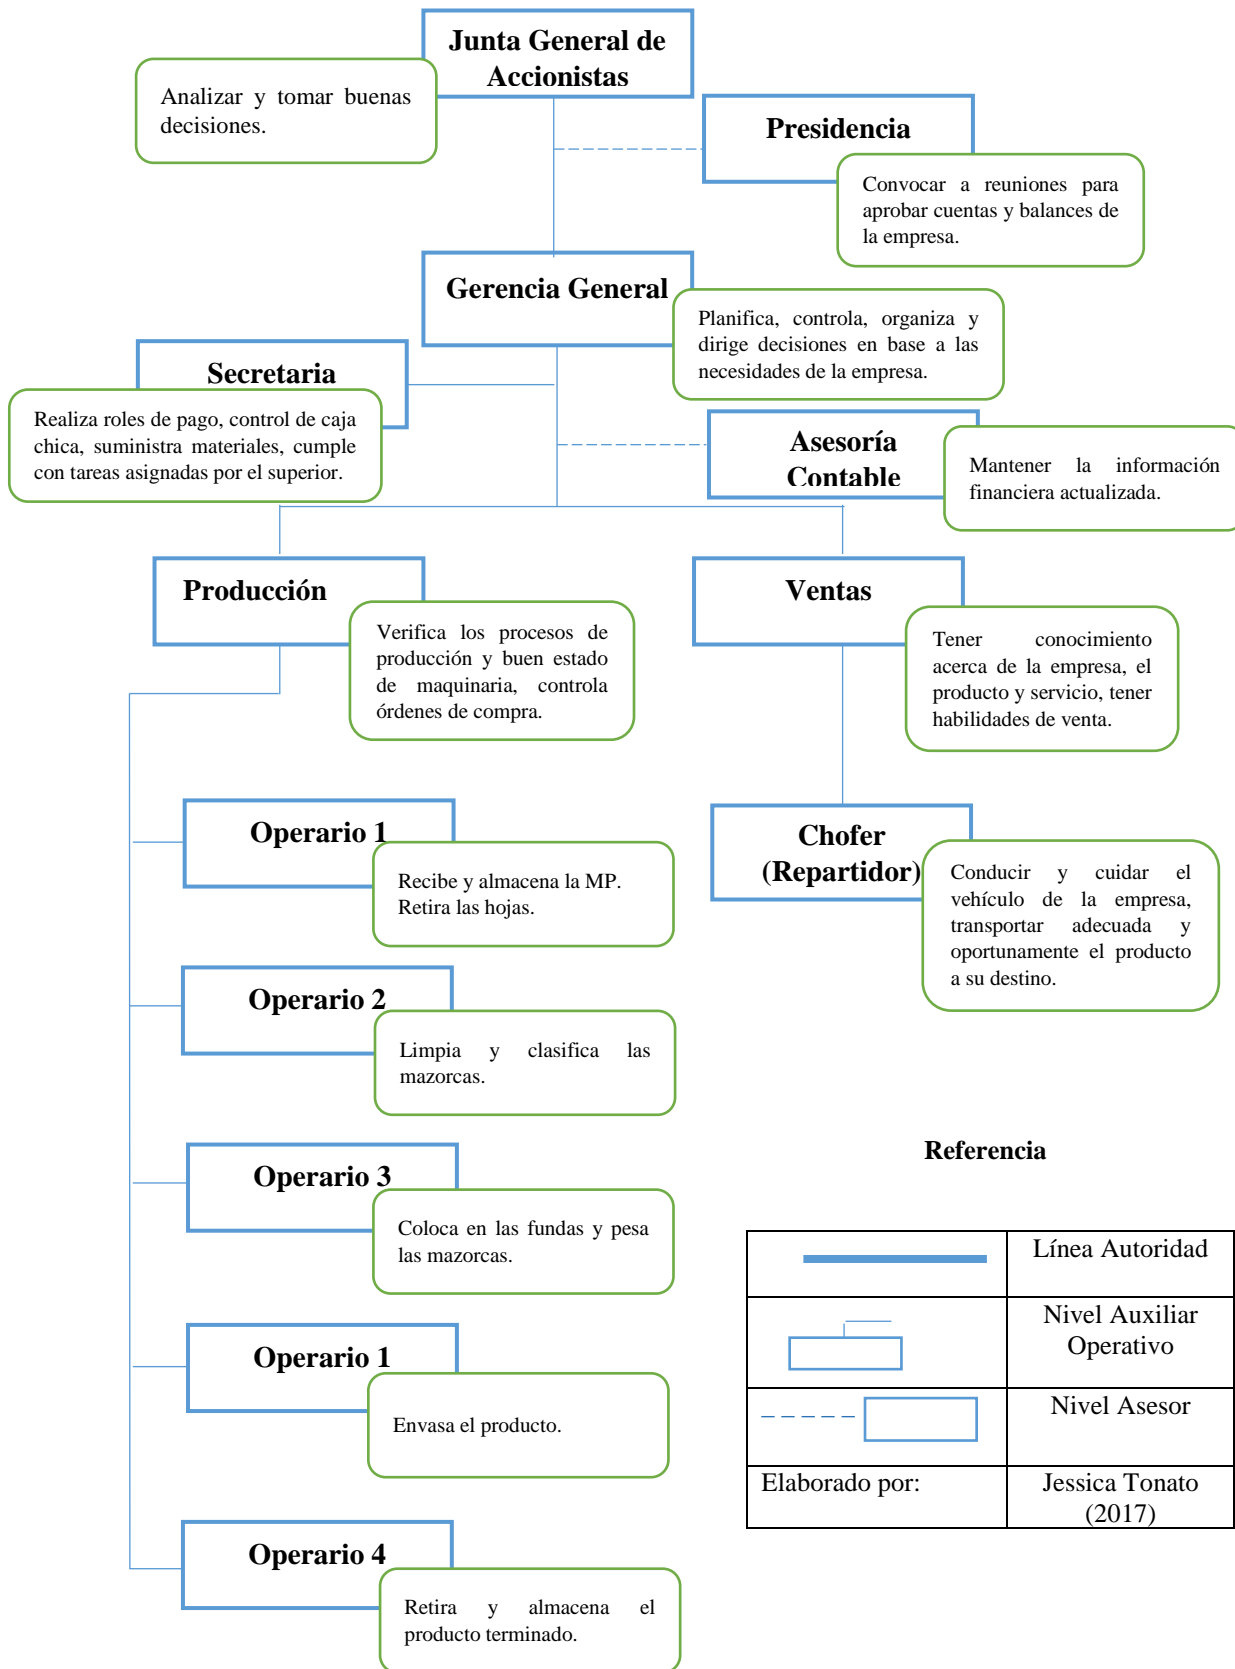 Junta General de
Accionistas
Analizar y tomar buenas
decisiones.
Presidencia
Convocar a reuniones para
aprobar cuentas y balances de
la empresa.
Gerencia General
Planifica, controla, organiza y
dirige decisiones en base a las
necesidades de la empresa.
Secretaria
Realiza roles de pago, control de caja
chica, suministra materiales, cumple
con tareas asignadas por el superior.
Asesoría
Contable
Mantener la información
financiera actualizada.
Producción
Verifica los procesos de
producción y buen estado
de maquinaria, controla
órdenes de compra.
Ventas
Tener conocimiento
acerca de la empresa, el
producto y servicio, tener
habilidades de venta.
Operario 1
Recibe y almacena la MP.
Retira las hojas.
Chofer
(Repartidor)
Conducir y cuidar el
vehículo de la empresa,
transportar adecuada y
oportunamente el producto
a su destino.
Operario 2
Limpia y clasifica las
mazorcas.
Operario 3
Coloca en las fundas y pesa
las mazorcas.
Operario 1
Envasa el producto.
Operario 4
Retira y almacena el
producto terminado.
Referencia
Línea Autoridad
Nivel Auxiliar
Operativo
Nivel Asesor
Elaborado por:
Jessica Tonato
(2017)